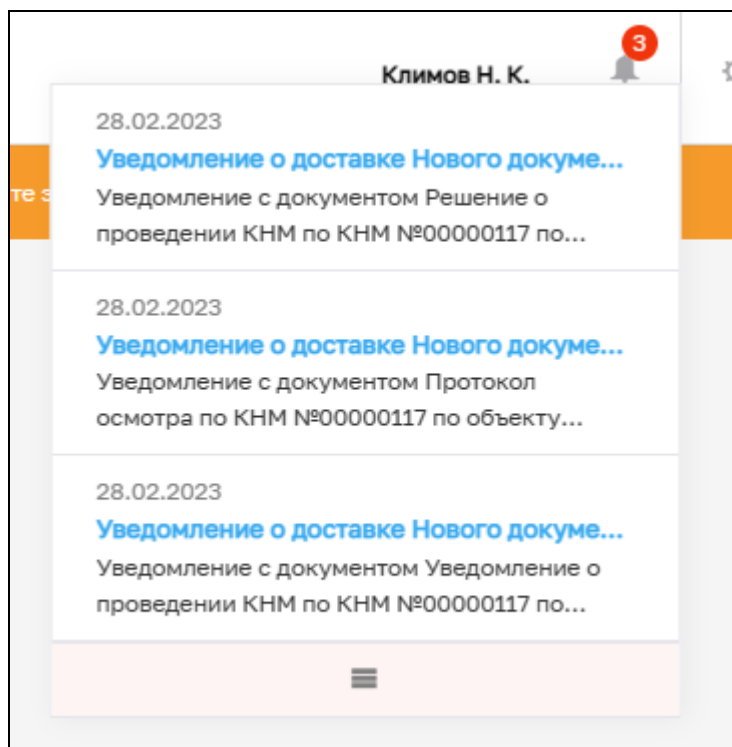 3
Климов Н. К.
28.02.2023
Уведомление о доставке Нового докуме...
Уведомление с документом Решение о
проведении КНМ по КНМ №00000117 по...
28.02.2023
Уведомление о доставке Нового докуме...
Уведомление с документом Протокол
осмотра по КНМ №00000117 по объекту...
28.02.2023
Уведомление о доставке Нового докуме...
Уведомление с документом Уведомление о
проведении КНМ по КНМ №00000117 по...